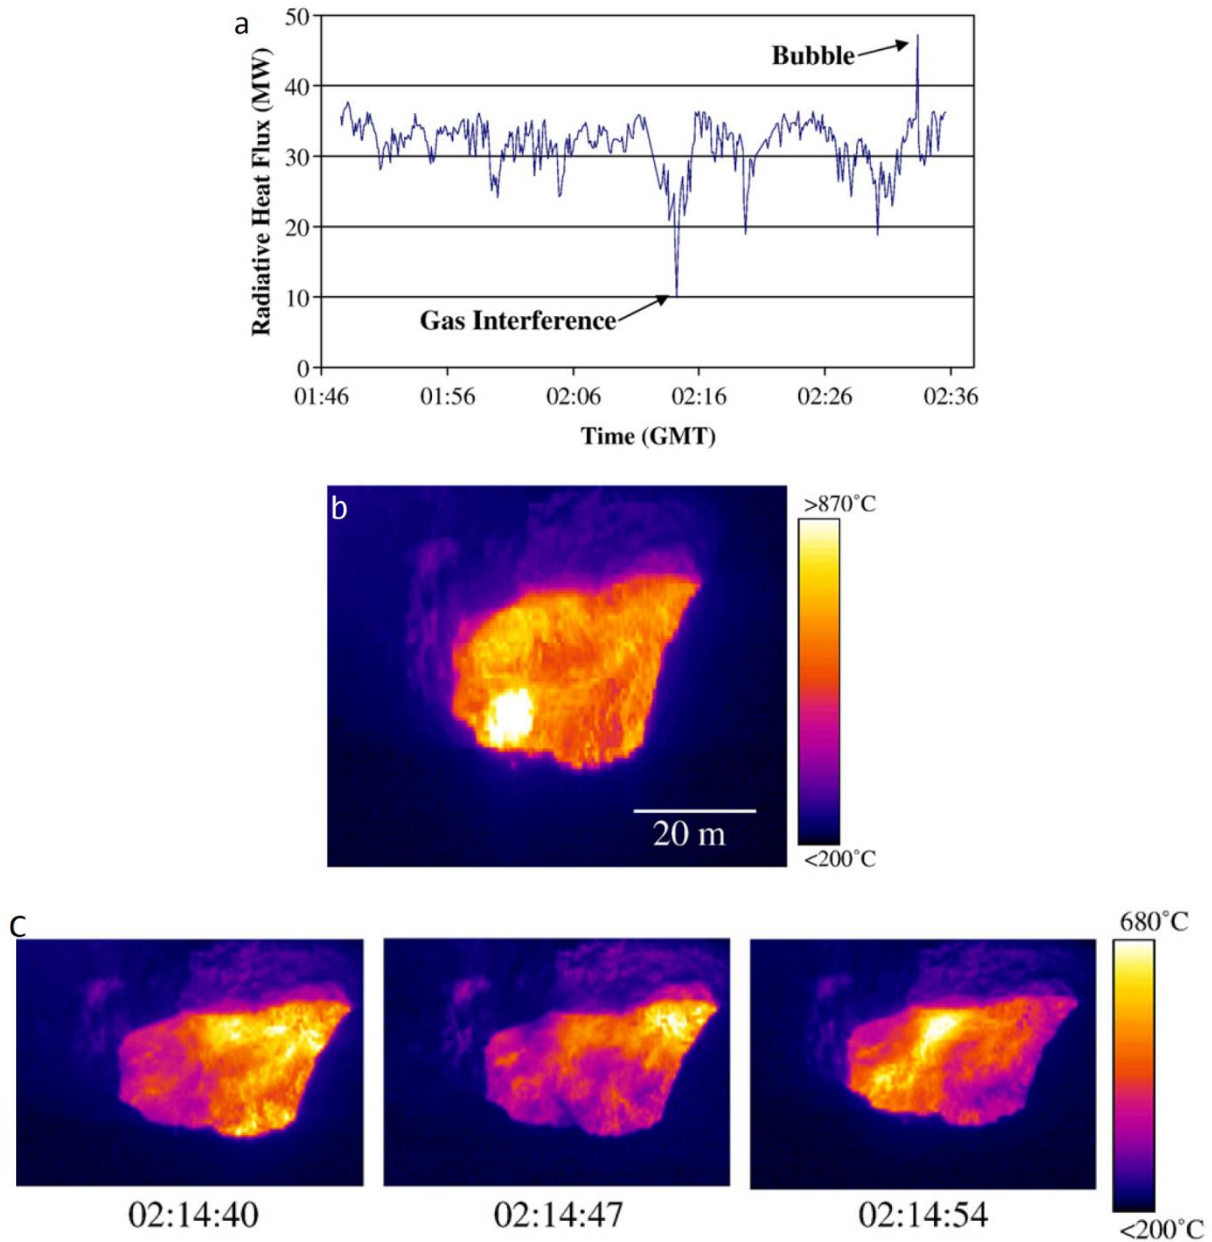 a
50
40
30
20
10
0
Radiative Heat Flux (MW)
Bubble
Gas Interference
01:46 01:56 02:06 02:16 02:26 02:36
Time (GMT)
b
>870°C
20 m
<200°C
C
680°C
02:14:40 02:14:47 02:14:54
<200°C